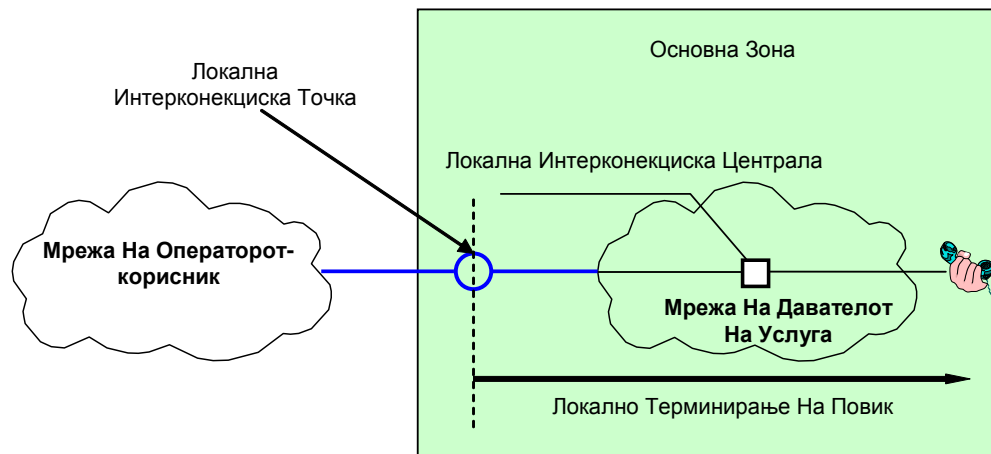 Основна Зона
Локална
Интерконекциска Точка
Локална Интерконекциска Централа
Мрежа На Операторот-
корисник
Мрежа На Давателот
На Услуга
Локално Терминирање На Повик